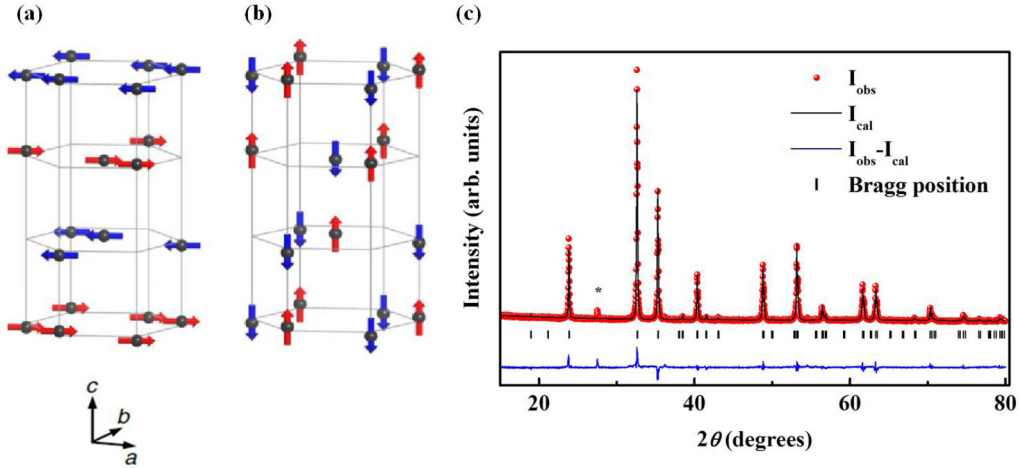 (a)
(b)
(c)
I_obs
I_cal
I_obs-I_cal
Bragg position
*
Intensity (arb. units)
20 40 60 80
2θ (degrees)
c
b
a